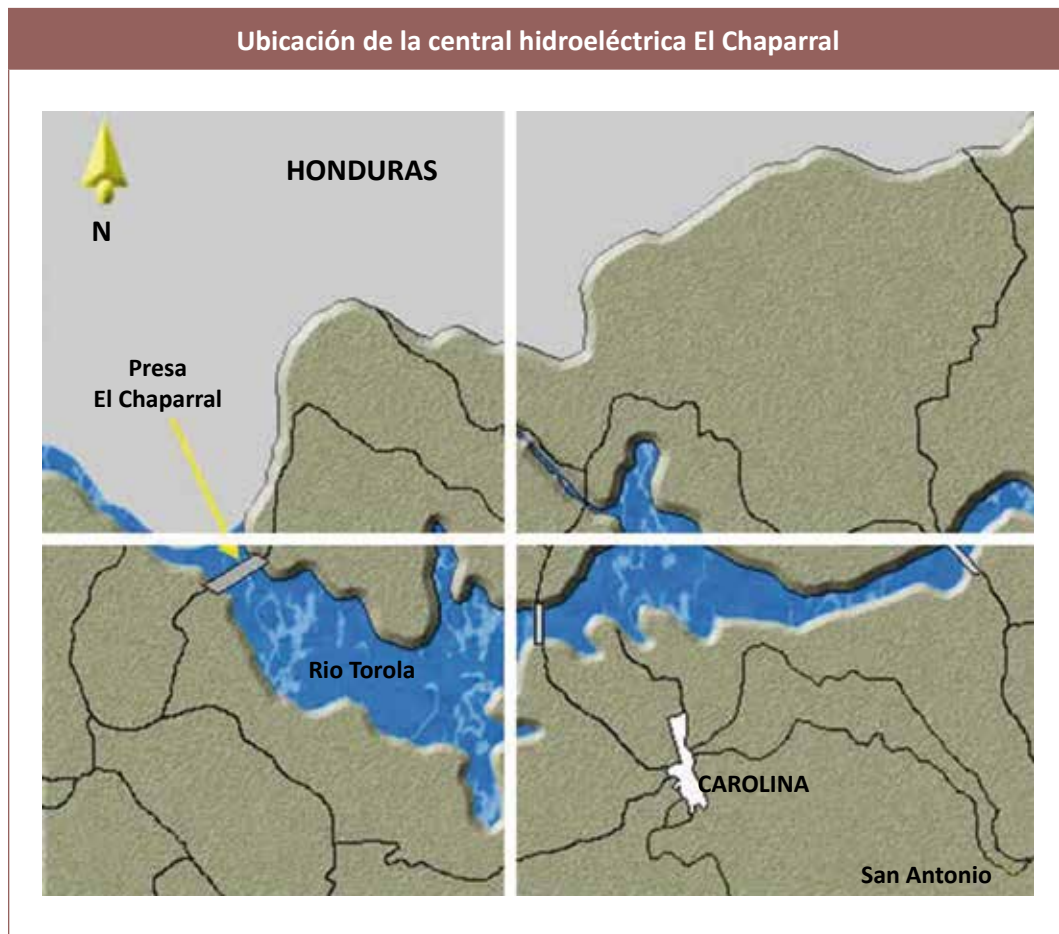 Ubicación de la central hidroeléctrica El Chaparral
HONDURAS
N
Presa
El Chaparral
Rio Torola
CAROLINA
San Antonio